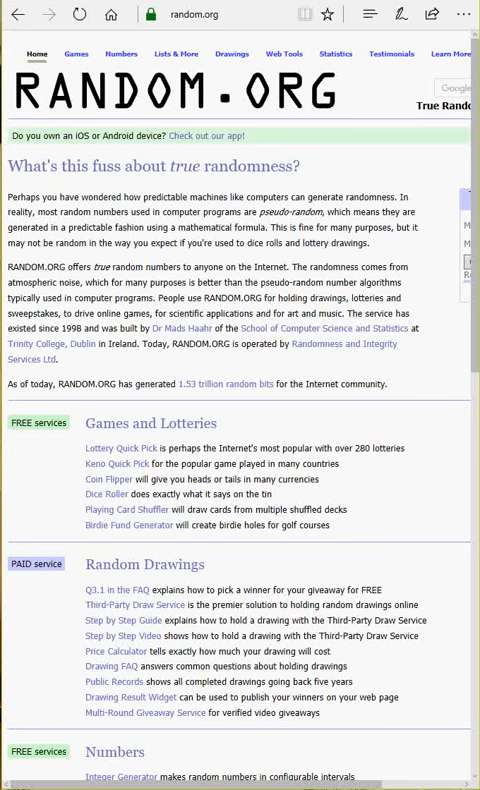 random.org
Home Games Numbers Lists & More Drawings Web Tools Statistics Testimonials Learn More
RANDOM.ORG
Google
True Rando
Do you own an iOS or Android device? Check out our app!
What's this fuss about true randomness?
Perhaps you have wondered how predictable machines like computers can generate randomness. In
reality, most random numbers used in computer programs are pseudo-random, which means they are
generated in a predictable fashion using a mathematical formula. This is fine for many purposes, but it
may not be random in the way you expect if you're used to dice rolls and lottery drawings.
RANDOM.ORG offers true random numbers to anyone on the Internet. The randomness comes from
atmospheric noise, which for many purposes is better than the pseudo-random number algorithms
typically used in computer programs. People use RANDOM.ORG for holding drawings, lotteries and
sweepstakes, to drive online games, for scientific applications and for art and music. The service has
existed since 1998 and was built by Dr Mads Haahr of the School of Computer Science and Statistics at
Trinity College, Dublin in Ireland. Today, RANDOM.ORG is operated by Randomness and Integrity
Services Ltd.
As of today, RANDOM.ORG has generated 1.53 trillion random bits for the Internet community.
FREE services
Games and Lotteries
Lottery Quick Pick is perhaps the Internet's most popular with over 280 lotteries
Keno Quick Pick for the popular game played in many countries
Coin Flipper will give you heads or tails in many currencies
Dice Roller does exactly what it says on the tin
Playing Card Shuffler will draw cards from multiple shuffled decks
Birdie Fund Generator will create birdie holes for golf courses
PAID service
Random Drawings
Q3.1 in the FAQ explains how to pick a winner for your giveaway for FREE
Third-Party Draw Service is the premier solution to holding random drawings online
Step by Step Guide explains how to hold a drawing with the Third-Party Draw Service
Step by Step Video shows how to hold a drawing with the Third-Party Draw Service
Price Calculator tells exactly how much your drawing will cost
Drawing FAQ answers common questions about holding drawings
Public Records shows all completed drawings going back five years
Drawing Result Widget can be used to publish your winners on your web page
Multi-Round Giveaway Service for verified video giveaways
FREE services
Numbers
Integer Generator makes random numbers in configurable intervals